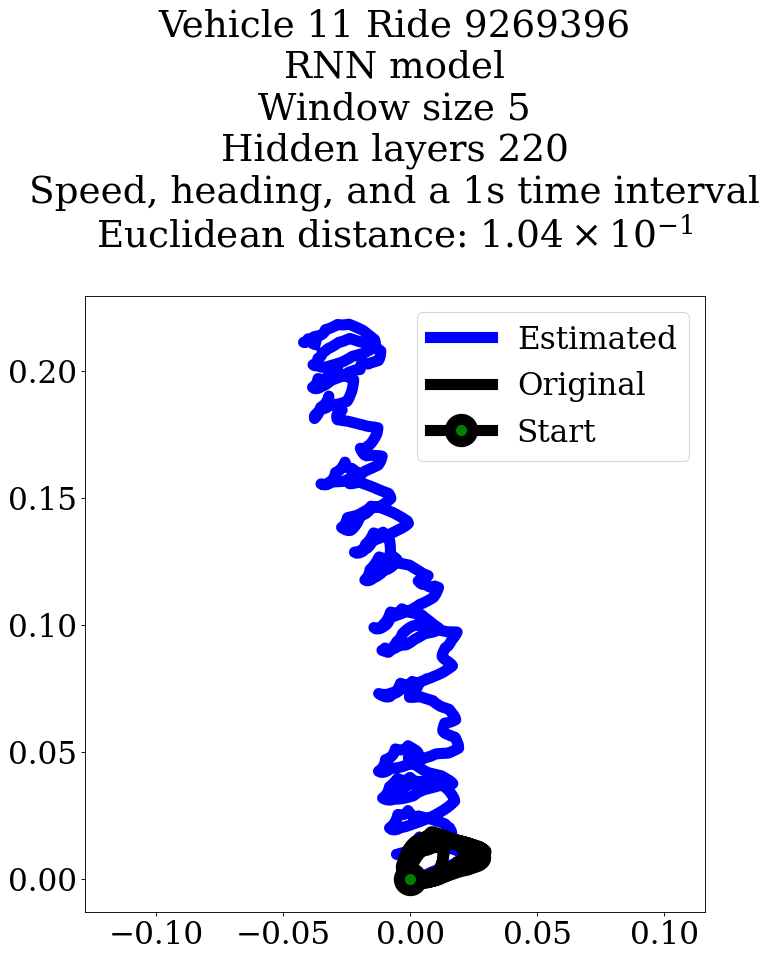 Vehicle 11 Ride 9269396
RNN model
Window size 5
Hidden layers 220
Speed, heading, and a 1s time interval
Euclidean distance: 1.04 × 10⁻¹
Estimated
Original
Start
0.20
0.15
0.10
0.05
0.00
−0.10 −0.05 0.00 0.05 0.10